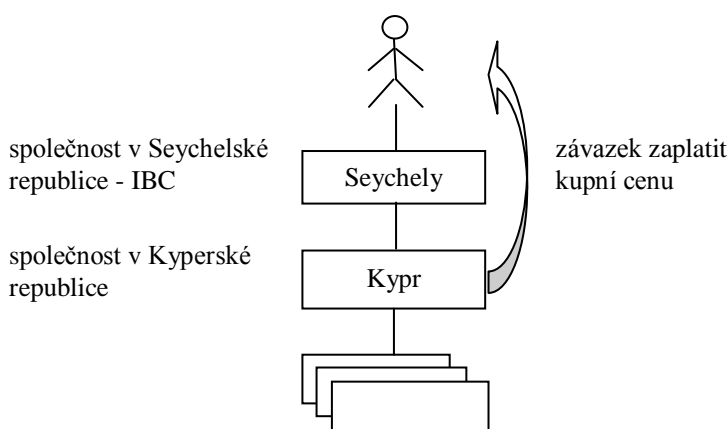 společnost v Seychelské
republice - IBC
Seychely
závazek zaplatit
kupní cenu
společnost v Kyperské
republice
Kypr